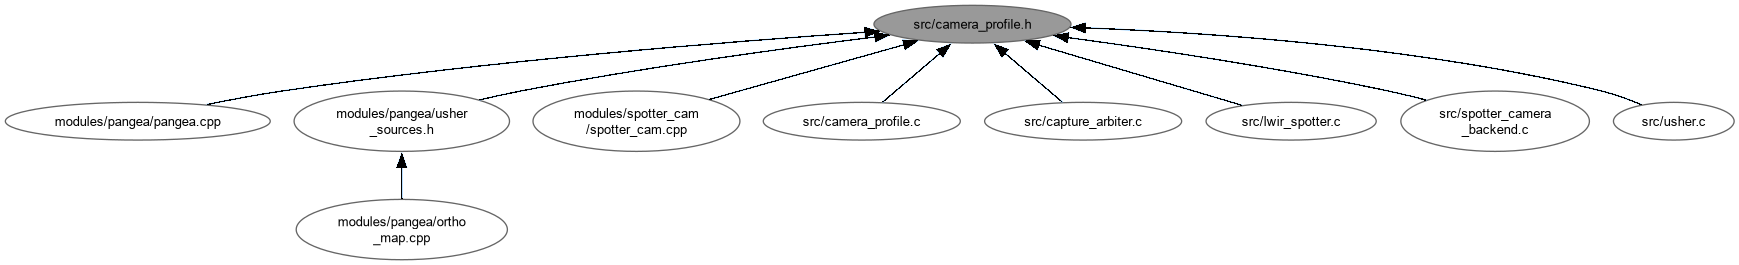 src/camera_profile.h
modules/pangea/pangea.cpp
modules/pangea/usher
_sources.h
modules/spotter_cam
/spotter_cam.cpp
src/camera_profile.c
src/capture_arbiter.c
src/lwir_spotter.c
src/spotter_camera
_backend.c
src/usher.c
modules/pangea/ortho
_map.cpp